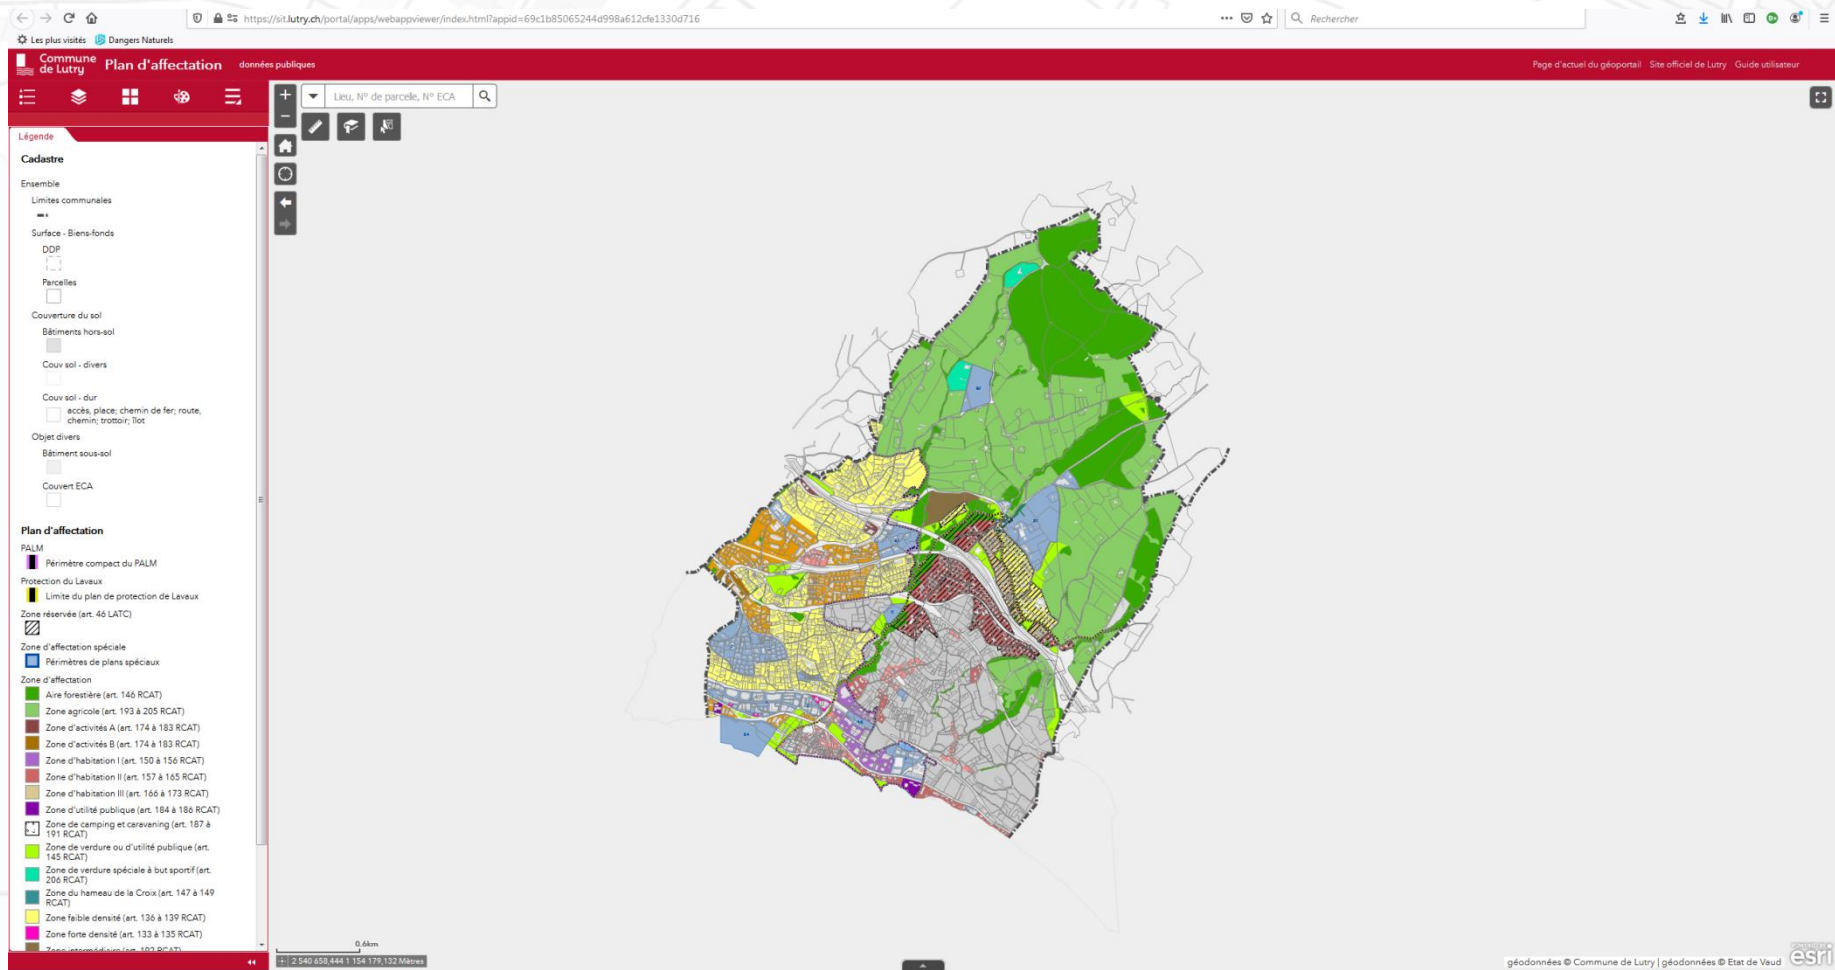 https://sit.lutry.ch/portal/apps/webappviewer/index.html?appid=69c1b85065244d998a612cfe1330d716
Rechercher
Les plus visités
Dangers Naturels
Commune
de Lutry
Plan d'affectation
données publiques
Page d'actuel du géoportail
Site officiel de Lutry
Guide utilisateur
Lieu, N° de parcelle, N° ECA
Légende
Cadastre
Ensemble
Limites communales
Surface - Biens-fonds
DDP
Parcelles
Couverture du sol
Bâtiments hors-sol
Couv sol - divers
Couv sol - dur
accès, place; chemin de fer; route,
chemin; trottoir; îlot
Objet divers
Bâtiment sous-sol
Couvert ECA
Plan d'affectation
PALM
Périmètre compact du PALM
Protection du Lavaux
Limite du plan de protection de Lavaux
Zone réservée (art. 46 LATC)
Zone d'affectation spéciale
Périmètres de plans spéciaux
Zone d'affectation
Aire forestière (art. 146 RCAT)
Zone agricole (art. 193 à 205 RCAT)
Zone d'activités A (art. 174 à 183 RCAT)
Zone d'activités B (art. 174 à 183 RCAT)
Zone d'habitation I (art. 150 à 156 RCAT)
Zone d'habitation II (art. 157 à 165 RCAT)
Zone d'habitation III (art. 166 à 173 RCAT)
Zone d'utilité publique (art. 184 à 186 RCAT)
Zone de camping et caravaning (art. 187 à
191 RCAT)
Zone de verdure ou d'utilité publique (art.
145 RCAT)
Zone de verdure spéciale à but sportif (art.
206 RCAT)
Zone du hameau de la Croix (art. 147 à 149
RCAT)
Zone faible densité (art. 136 à 139 RCAT)
Zone forte densité (art. 133 à 135 RCAT)
Zone intermédiaire (art. 192 RCAT)
0.6km
2 540 658,444 1 154 179,132 Mètres
géodonnées © Commune de Lutry | géodonnées © Etat de Vaud
esri